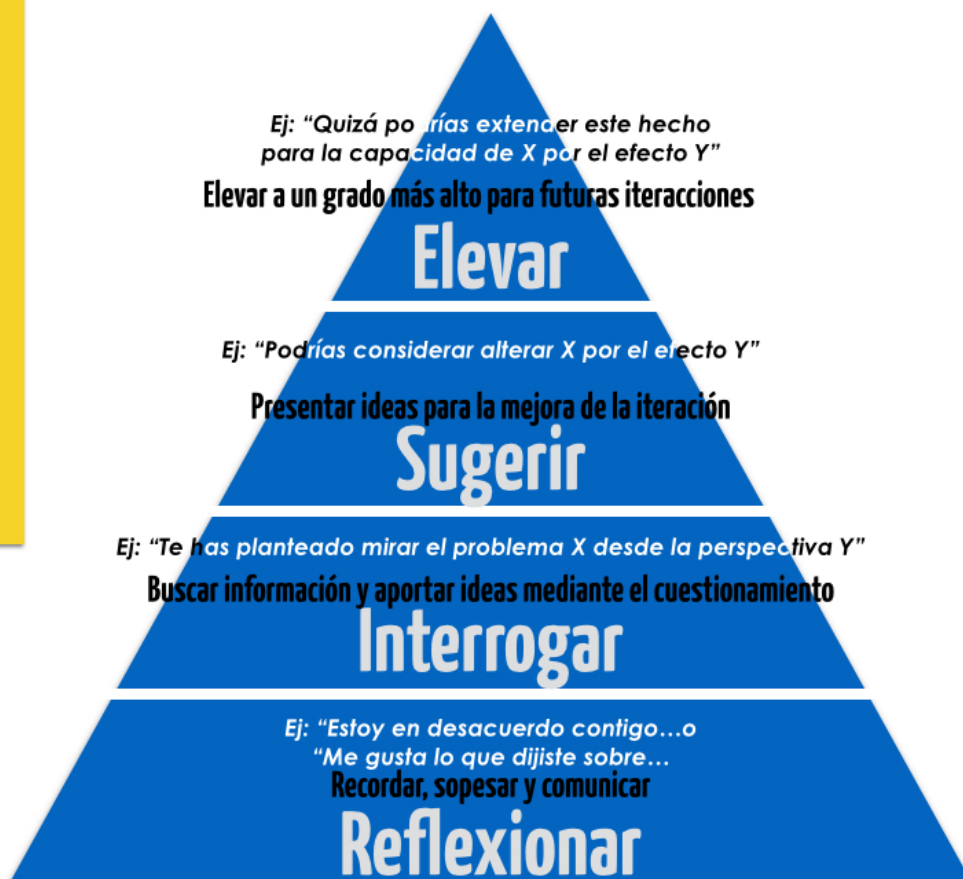 Ej: “Quizá podrías extender este hecho
para la capacidad de X por el efecto Y”
Elevar a un grado más alto para futuras iteracciones
Elevar
Ej: “Podrías considerar alterar X por el efecto Y”
Presentar ideas para la mejora de la iteración
Sugerir
Ej: “Te has planteado mirar el problema X desde la perspectiva Y”
Buscar información y aportar ideas mediante el cuestionamiento
Interrogar
Ej: “Estoy en desacuerdo contigo...o
“Me gusta lo que dijiste sobre...
Recordar, sopesar y comunicar
Reflexionar